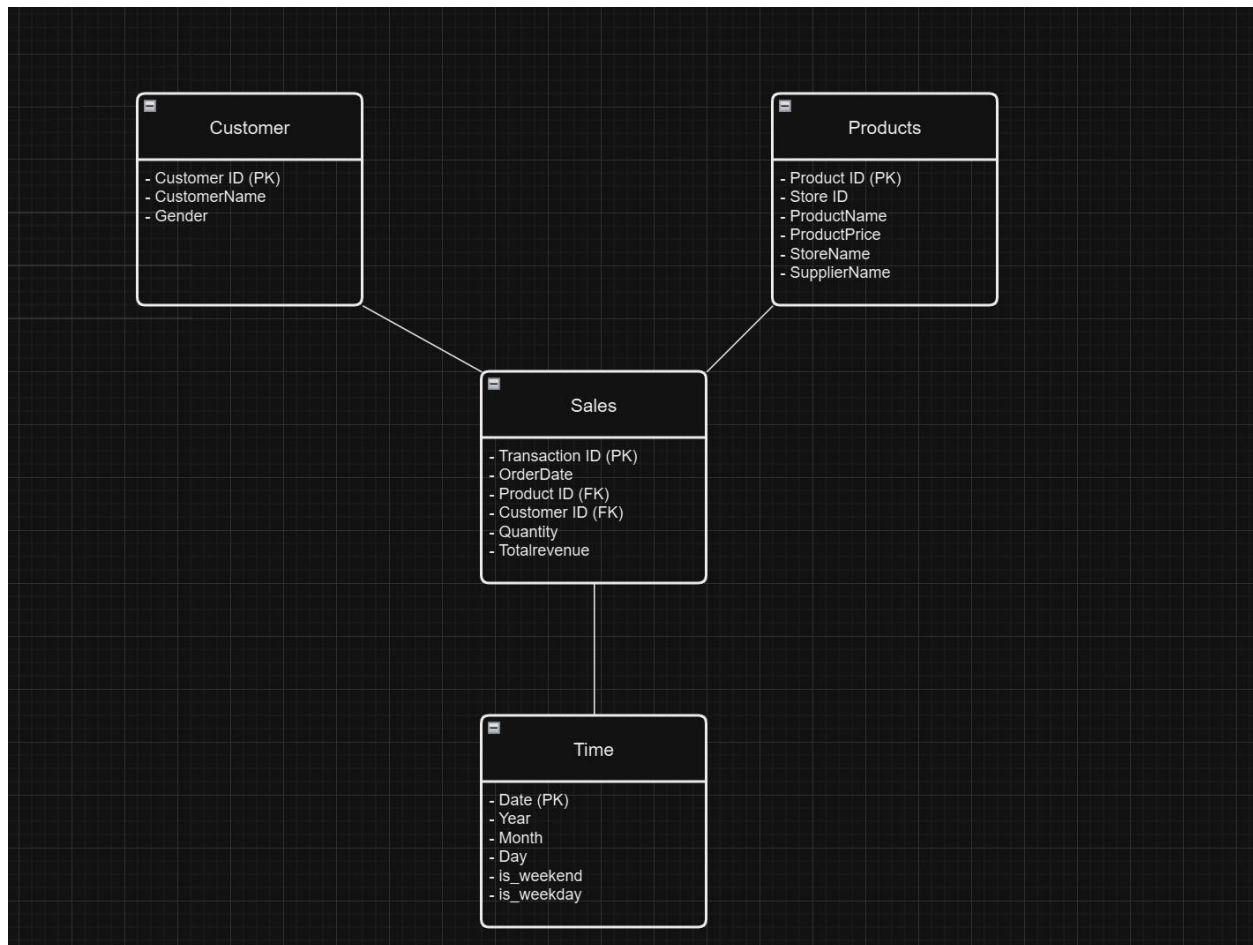 Customer
- Customer ID (PK)
- CustomerName
- Gender
Products
- Product ID (PK)
- Store ID
- ProductName
- ProductPrice
- StoreName
- SupplierName
Sales
- Transaction ID (PK)
- OrderDate
- Product ID (FK)
- Customer ID (FK)
- Quantity
- Totalrevenue
Time
- Date (PK)
- Year
- Month
- Day
- is_weekend
- is_weekday